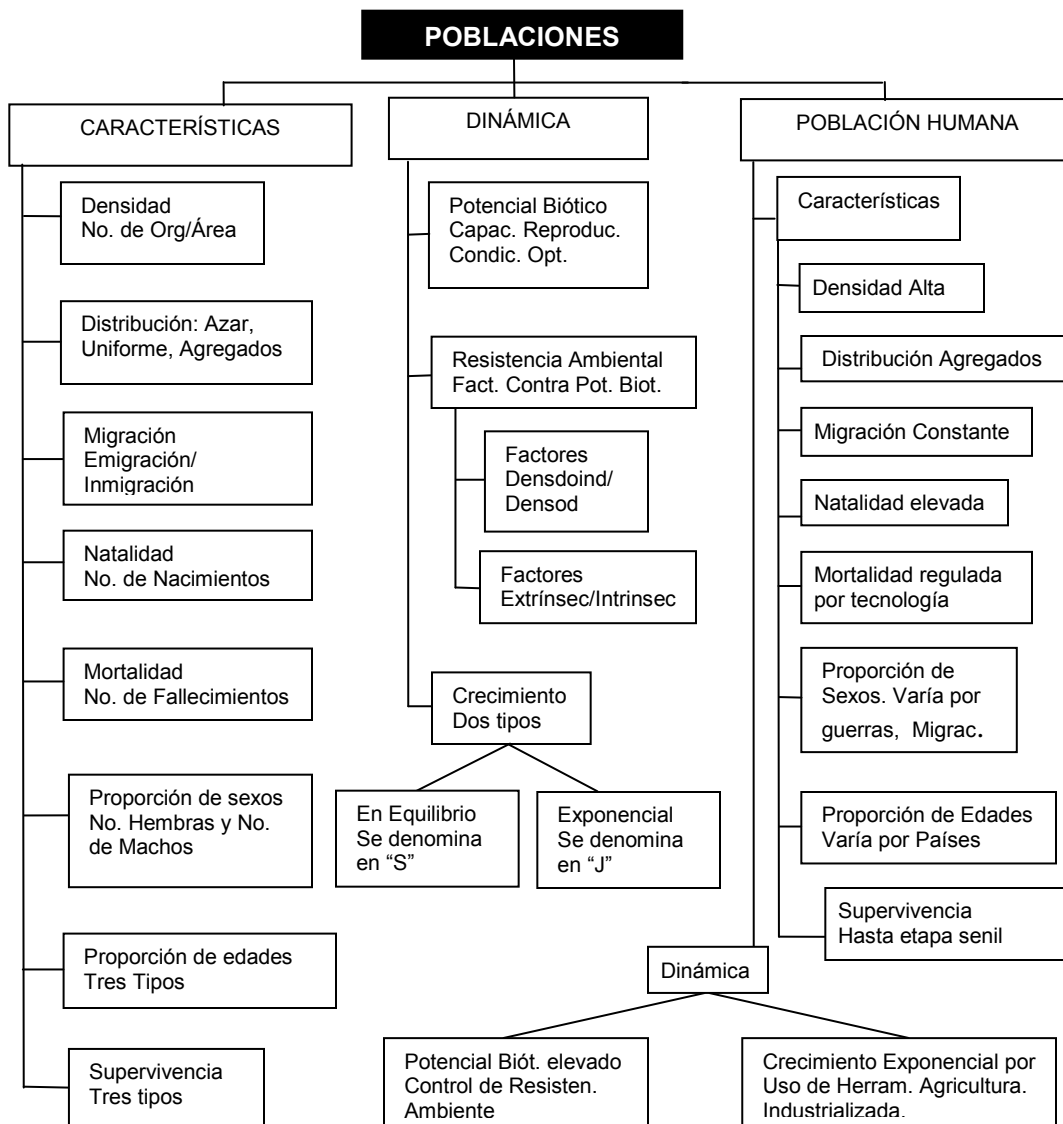 POBLACIONES
CARACTERÍSTICAS
Densidad
No. de Org/Área
Distribución: Azar,
Uniforme, Agregados
Migración
Emigración/
Inmigración
Natalidad
No. de Nacimientos
Mortalidad
No. de Fallecimientos
Proporción de sexos
No. Hembras y No.
de Machos
Proporción de edades
Tres Tipos
Supervivencia
Tres tipos
DINÁMICA
Potencial Biótico
Capac. Reproduc.
Condic. Opt.
Resistencia Ambiental
Fact. Contra Pot. Biot.
Factores
Densdoind/
Densod
Factores
Extrínsec/Intrinsec
Crecimiento
Dos tipos
En Equilibrio
Se denomina
en “S”
Exponencial
Se denomina
en “J”
POBLACIÓN HUMANA
Características
Densidad Alta
Distribución Agregados
Migración Constante
Natalidad elevada
Mortalidad regulada
por tecnología
Proporción de
Sexos. Varía por
guerras, Migrac.
Proporción de Edades
Varía por Países
Supervivencia
Hasta etapa senil
Dinámica
Potencial Biót. elevado
Control de Resisten.
Ambiente
Crecimiento Exponencial por
Uso de Herram. Agricultura.
Industrializada.